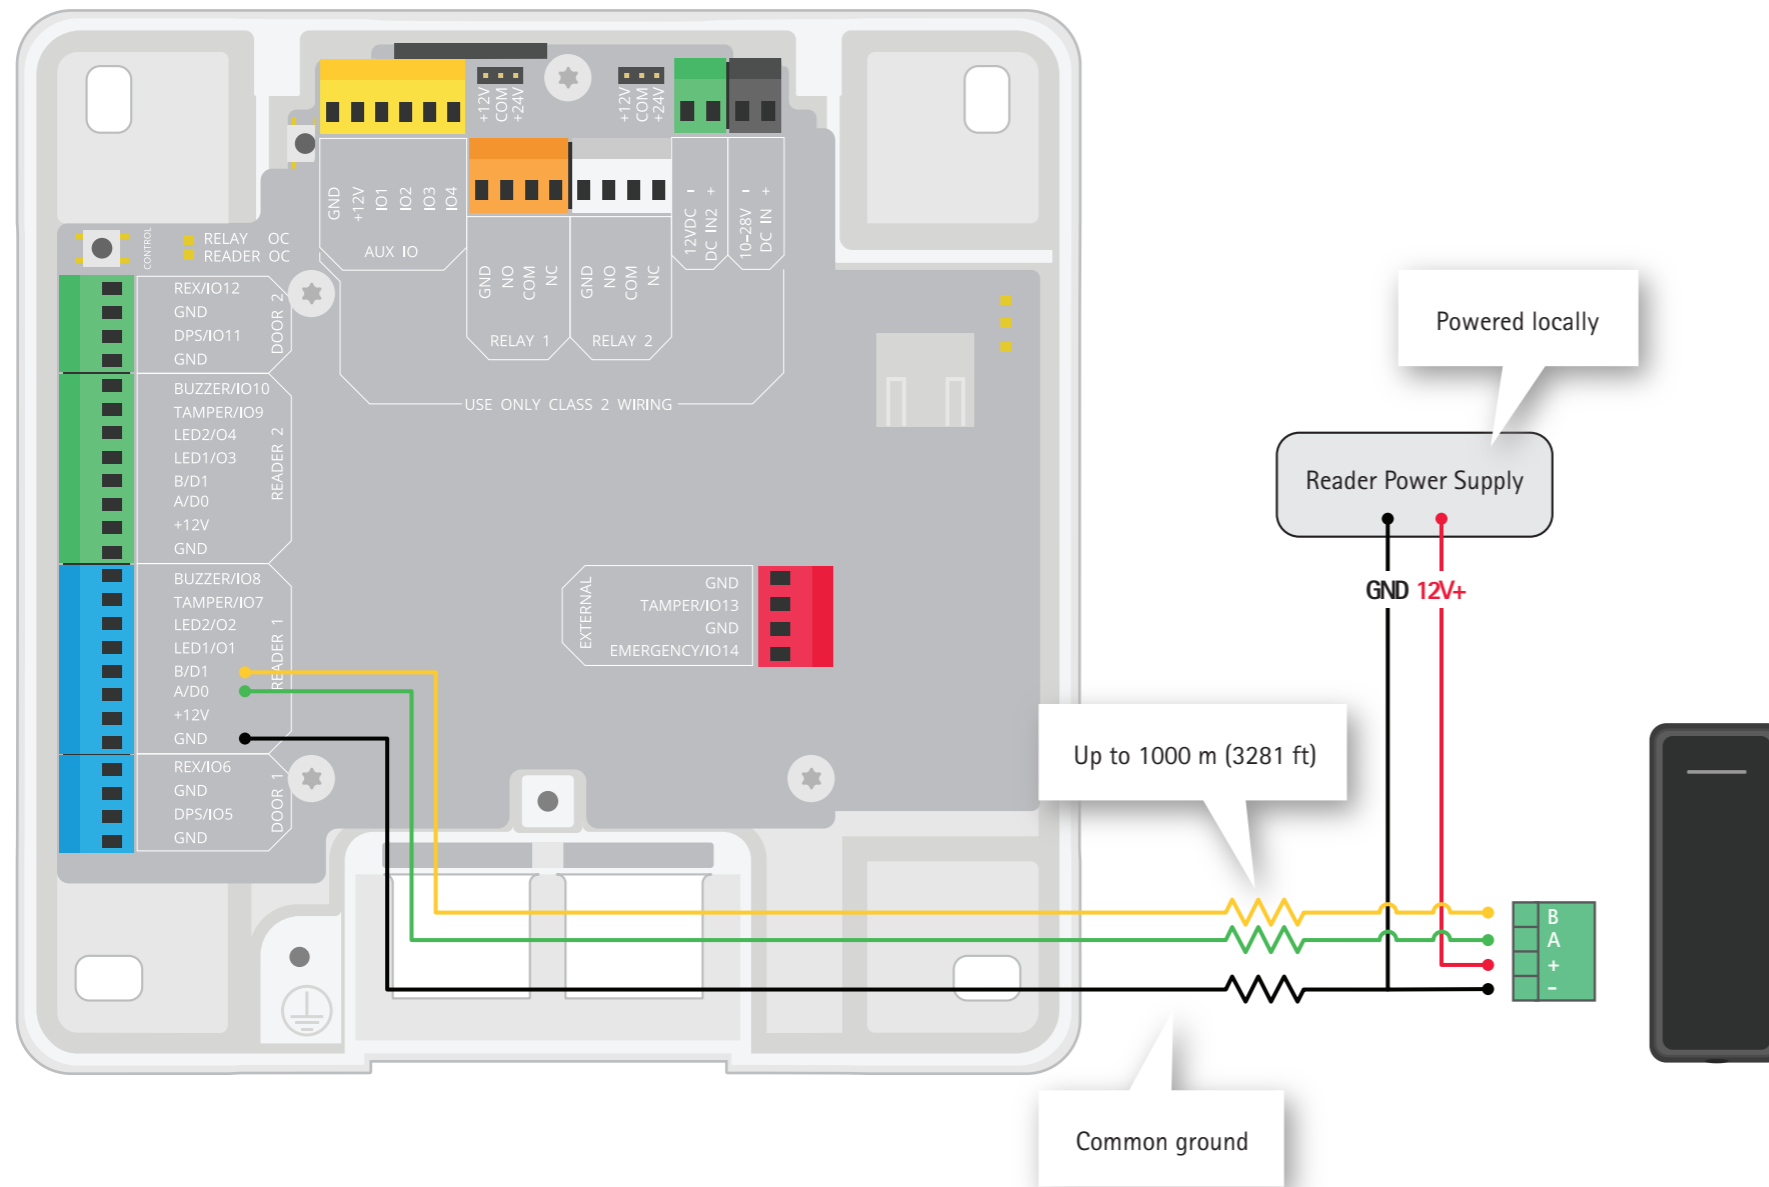 +12V
COM
+24V
+12V
COM
+24V
GND
+12V
IO1
IO2
IO3
IO4
AUX IO
GND
NO
COM
NC
RELAY 1
GND
NO
COM
NC
RELAY 2
12VDC -
DC IN2 +
10-28V -
DC IN +
USE ONLY CLASS 2 WIRING
CONTROL
RELAY OC
READER OC
REX/IO12
GND
DPS/IO11
GND
DOOR 2
BUZZER/IO10
TAMPER/IO9
LED2/O4
LED1/O3
B/D1
A/D0
+12V
GND
READER 2
BUZZER/IO8
TAMPER/IO7
LED2/O2
LED1/O1
B/D1
A/D0
+12V
GND
READER 1
REX/IO6
GND
DPS/IO5
GND
DOOR 1
EXTERNAL
GND
TAMPER/IO13
GND
EMERGENCY/IO14
Powered locally
Reader Power Supply
GND 12V+
Up to 1000 m (3281 ft)
B
A
+
-
Common ground